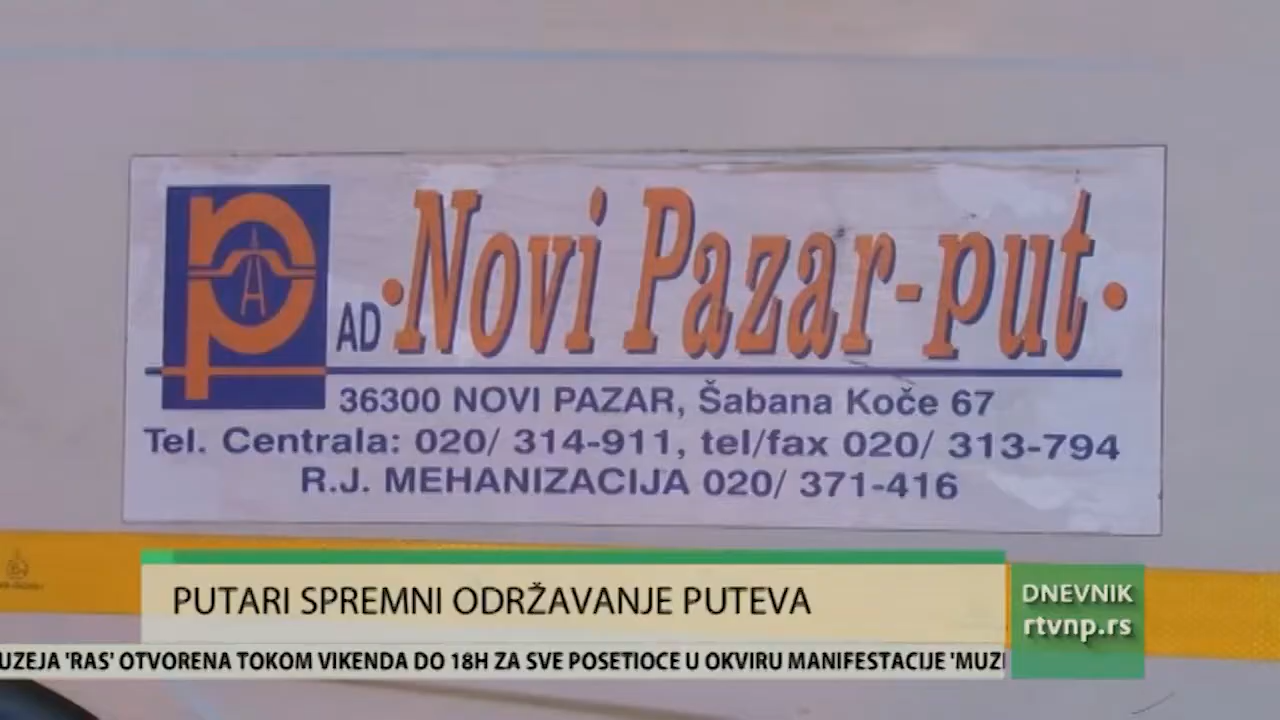 AD ·Novi Pazar-put·
36300 NOVI PAZAR, Šabana Koče 67
Tel. Centrala: 020/ 314-911, tel/fax 020/ 313-794
R.J. MEHANIZACIJA 020/ 371-416
PUTARI SPREMNI ODRŽAVANJE PUTEVA
DNEVNIK
rtvnp.rs
UZEJA 'RAS' OTVORENA TOKOM VIKENDA DO 18H ZA SVE POSETIOCE U OKVIRU MANIFESTACIJE 'MUZ